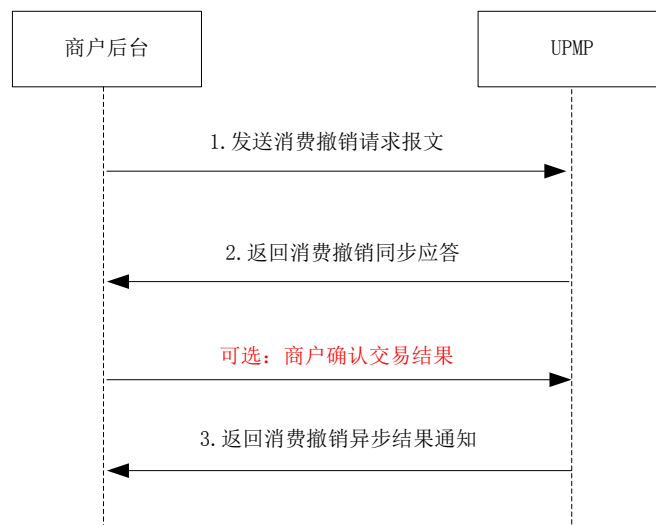 商户后台
UPMP
1.发送消费撤销请求报文
2.返回消费撤销同步应答
可选：商户确认交易结果
3.返回消费撤销异步结果通知